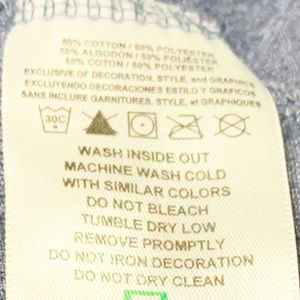 50% COTTON / 50% POLYESTER
50% ALGODÓN / 50% POLIÉSTER
50% COTON / 50% POLYESTER
EXCLUSIVE OF DECORATION, STYLE, and GRAPHICS
EXCLUYENDO DECORACIONES ESTILO Y GRAFICOS
SANS INCLURE GARNITURES, STYLE, et GRAPHIQUES
30C
WASH INSIDE OUT
MACHINE WASH COLD
WITH SIMILAR COLORS
DO NOT BLEACH
TUMBLE DRY LOW
REMOVE PROMPTLY
DO NOT IRON DECORATION
DO NOT DRY CLEAN